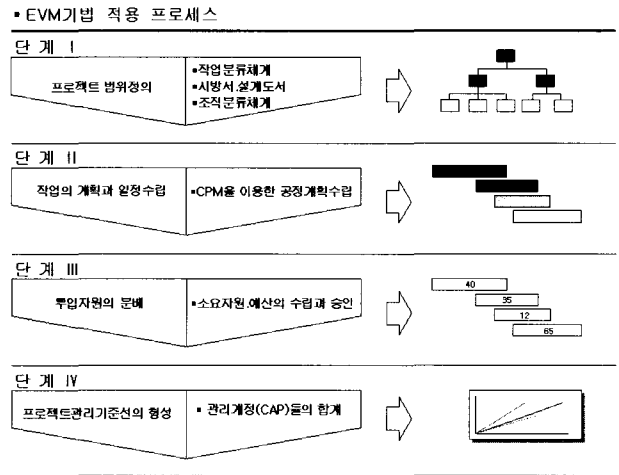 ▪ EVM기법 적용 프로세스
단 계 I
프로젝트 범위정의
▪작업분류체계
▪시방서.설계도서
▪조직분류체계
단 계 II
작업의 계획과 일정수립
▪CPM을 이용한 공정계획수립
단 계 III
투입자원의 분배
▪소요자원.예산의 수립과 승인
40
35
12
65
단 계 IV
프로젝트관리기준선의 형성
▪ 관리계정(CAP)들의 합계